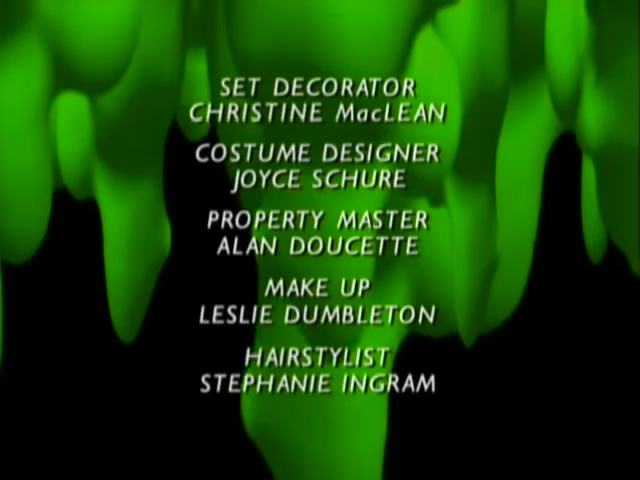 SET DECORATOR
CHRISTINE MacLEAN
COSTUME DESIGNER
JOYCE SCHURE
PROPERTY MASTER
ALAN DOUCETTE
MAKE UP
LESLIE DUMBLETON
HAIRSTYLIST
STEPHANIE INGRAM